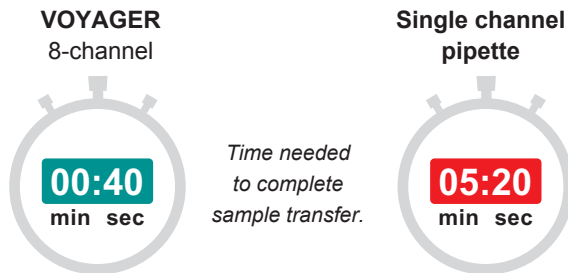 VOYAGER
8-channel
00:40
min sec
Time needed
to complete
sample transfer.
Single channel
pipette
05:20
min sec